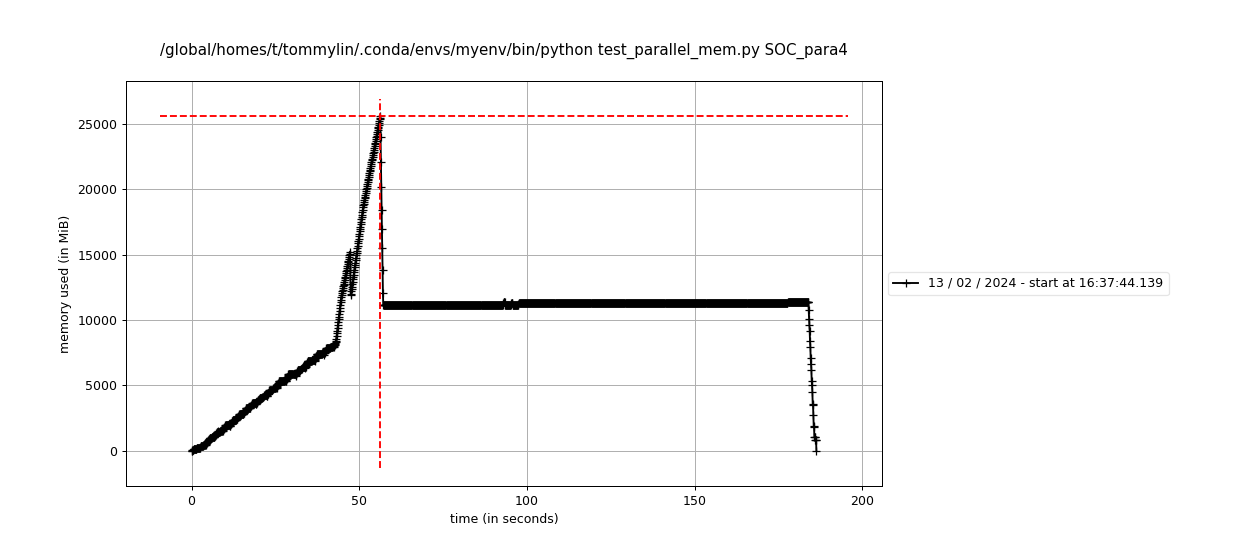 /global/homes/t/tommylin/.conda/envs/myenv/bin/python test_parallel_mem.py SOC_para4
25000
20000
15000
10000
5000
0
memory used (in MiB)
0 50 100 150 200
time (in seconds)
13 / 02 / 2024 - start at 16:37:44.139